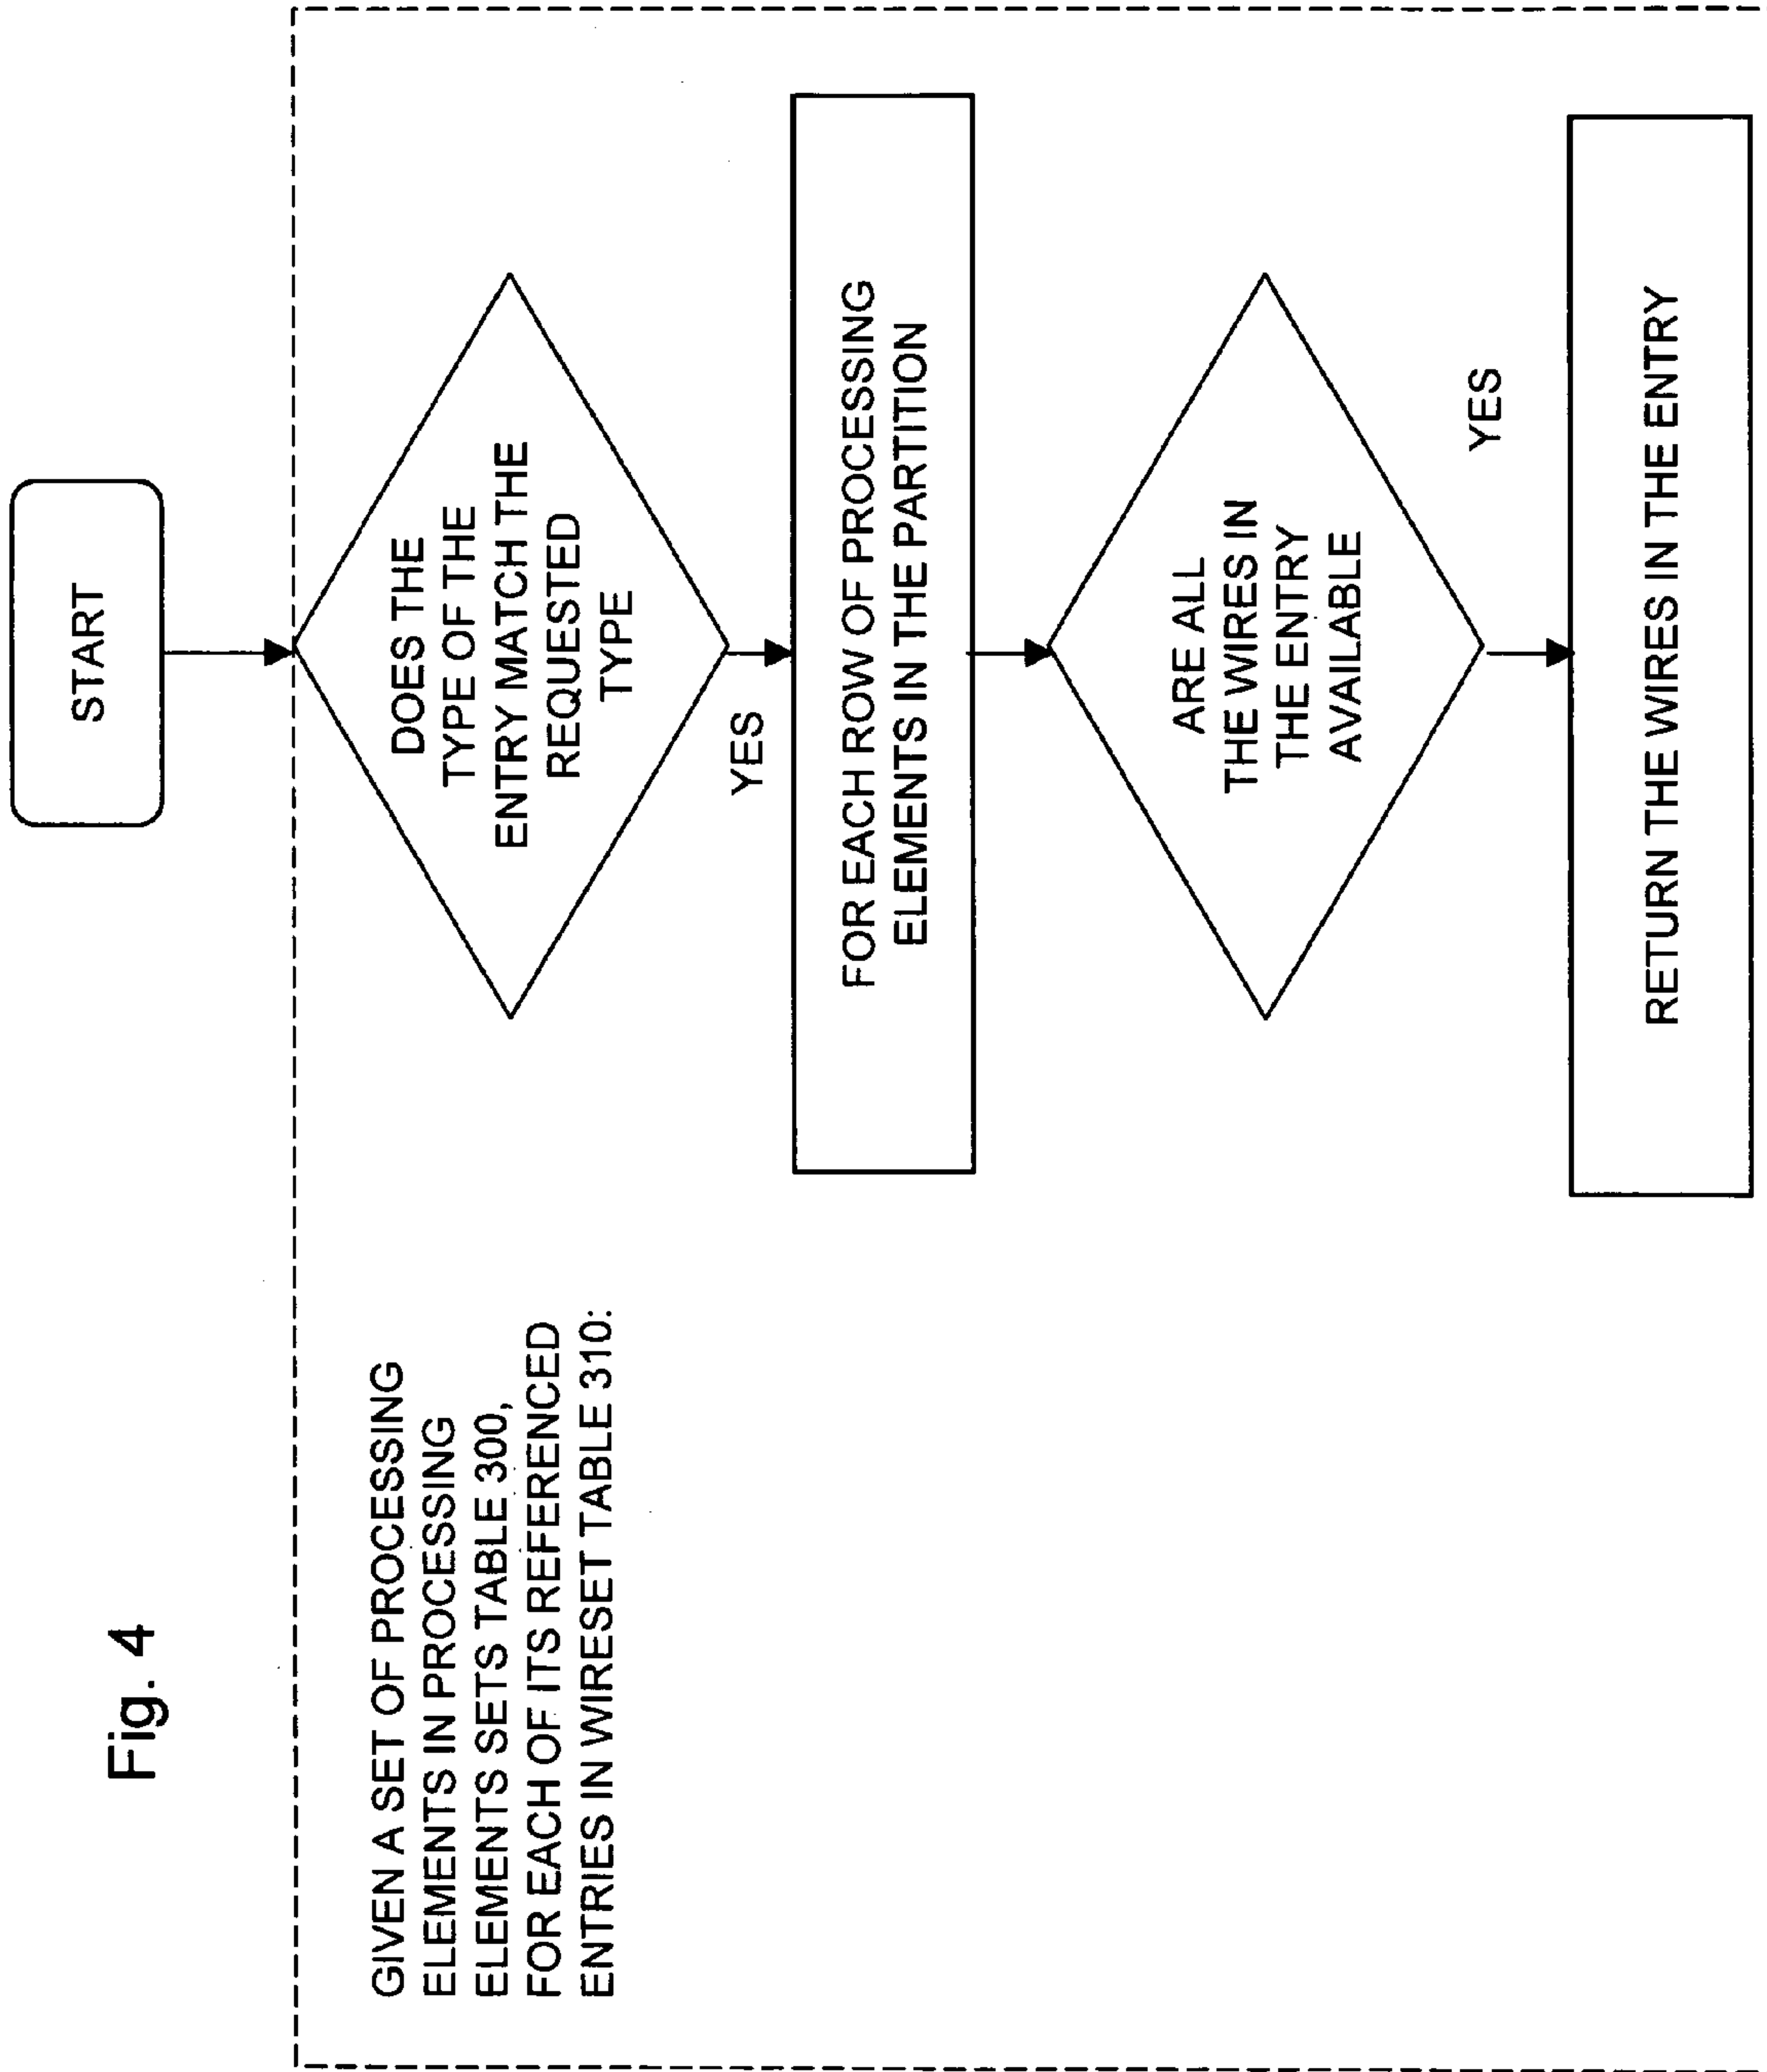 Fig. 4
START
GIVEN A SET OF PROCESSING
ELEMENTS IN PROCESSING
ELEMENTS SETS TABLE 300,
FOR EACH OF ITS REFERENCED
ENTRIES IN WIRESET TABLE 310:
DOES THE
TYPE OF THE
ENTRY MATCH THE
REQUESTED
TYPE
YES
FOR EACH ROW OF PROCESSING
ELEMENTS IN THE PARTITION
ARE ALL
THE WIRES IN
THE ENTRY
AVAILABLE
YES
RETURN THE WIRES IN THE ENTRY